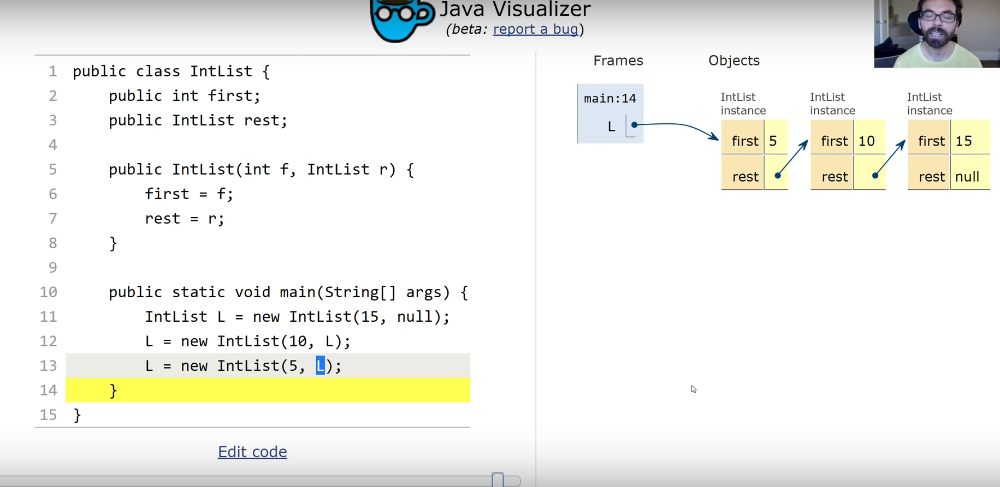 Java Visualizer
(beta: report a bug)
1 public class IntList {
2     public int first;
3     public IntList rest;
4
5     public IntList(int f, IntList r) {
6         first = f;
7         rest = r;
8     }
9
10     public static void main(String[] args) {
11         IntList L = new IntList(15, null);
12         L = new IntList(10, L);
13         L = new IntList(5, L);
14     }
15 }
Edit code
Frames
Objects
main:14
L
IntList
instance
first 5
rest
IntList
instance
first 10
rest
IntList
instance
first 15
rest null